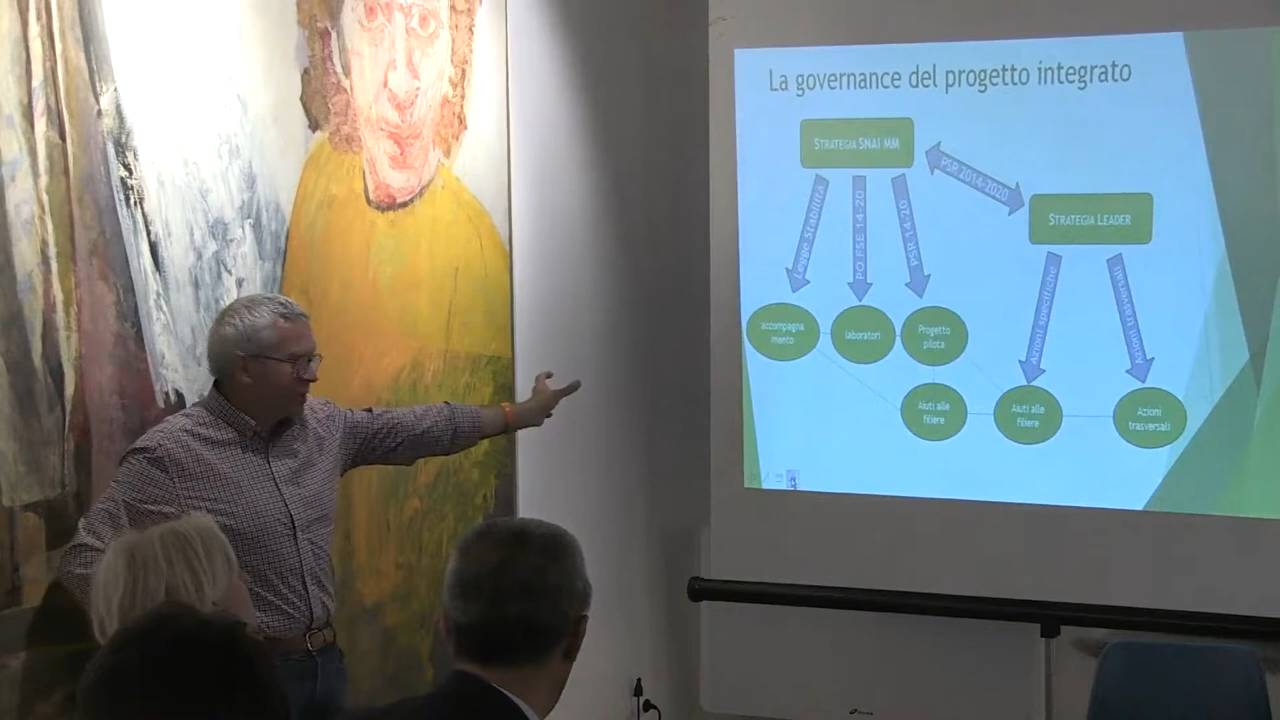 La governance del progetto integrato
STRATEGIA SNAI MM
PSR 2014-2020
STRATEGIA LEADER
Legge Stabilità
PO FSE 14-20
PSR 14-20
Azioni specifiche
Azioni trasversali
accompagna
mento
laboratori
Progetto
pilota
Aiuti alle
filiere
Aiuti alle
filiere
Azioni
trasversali